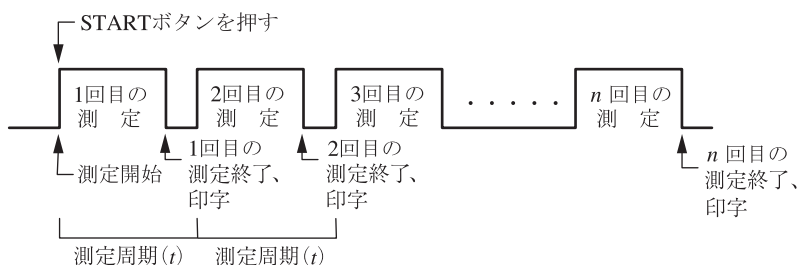 STARTボタンを押す
1回目の
測 定
2回目の
測 定
3回目の
測 定
・・・・・
n 回目の
測 定
測定開始
1回目の
測定終了、
印字
2回目の
測定終了、
印字
n 回目の
測定終了、
印字
測定周期(t)
測定周期(t)